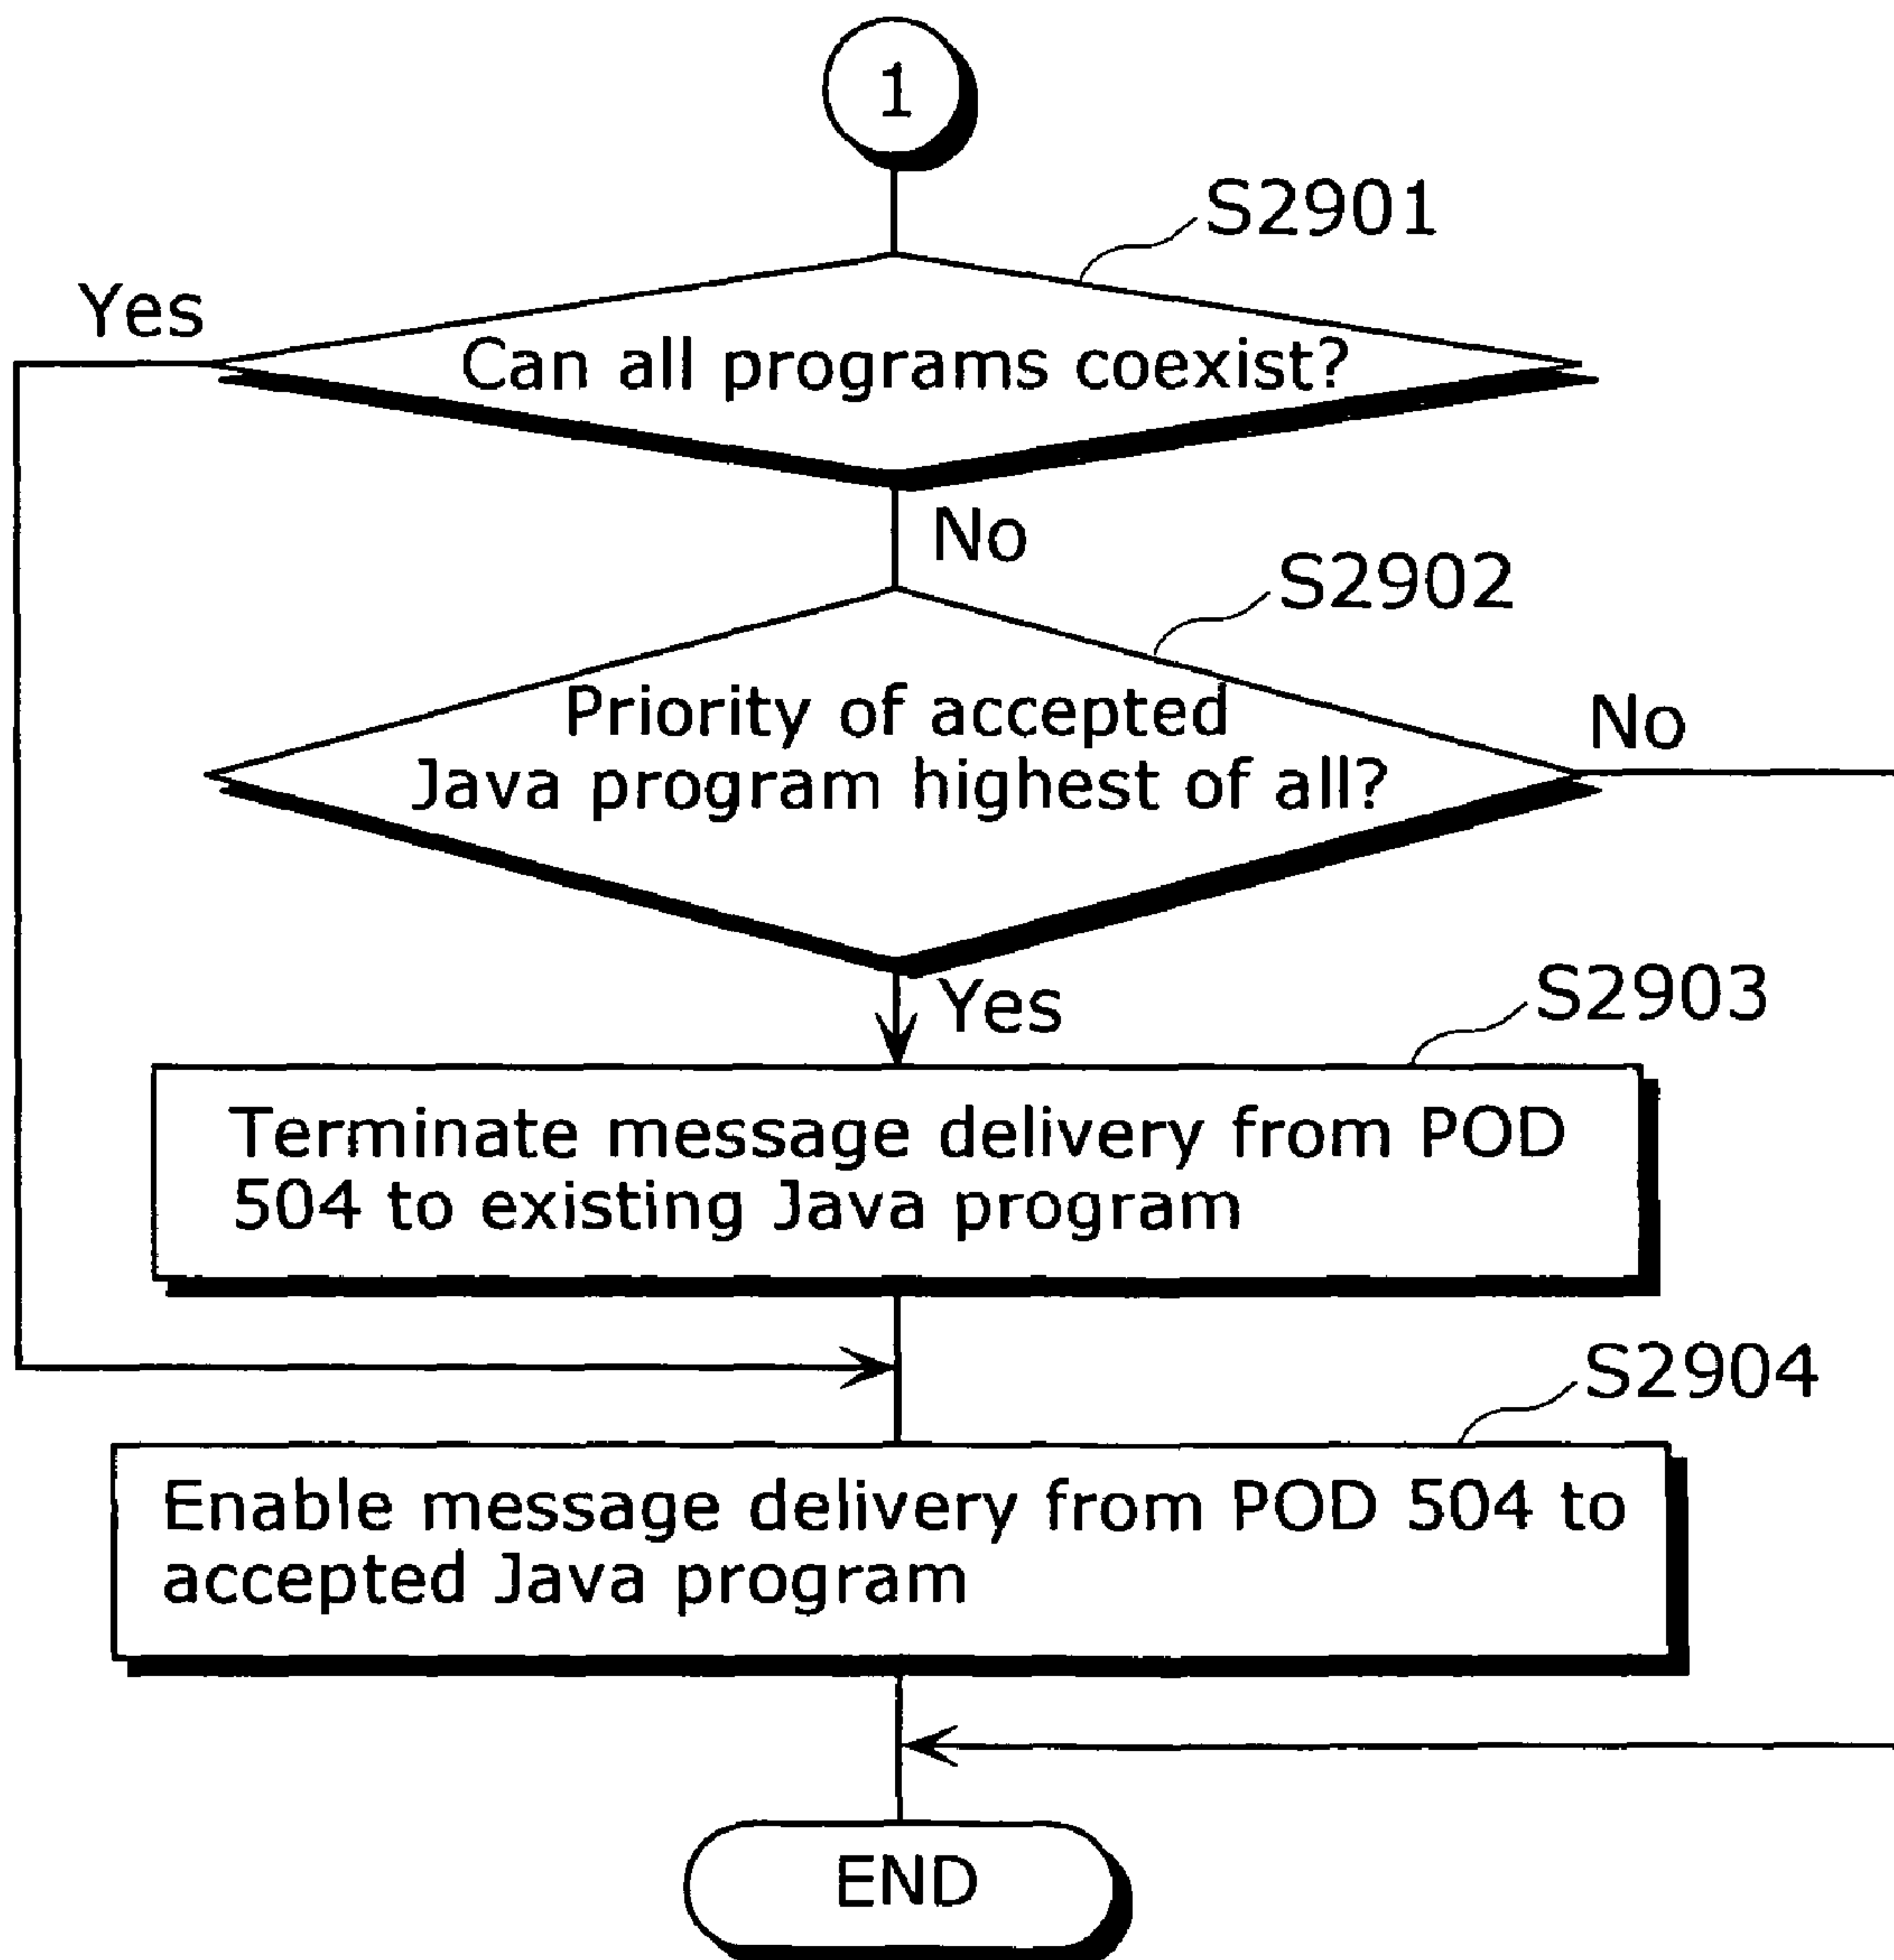 1
S2901
Yes
Can all programs coexist?
No
S2902
Priority of accepted
Java program highest of all?
No
Yes
S2903
Terminate message delivery from POD
504 to existing Java program
S2904
Enable message delivery from POD 504 to
accepted Java program
END